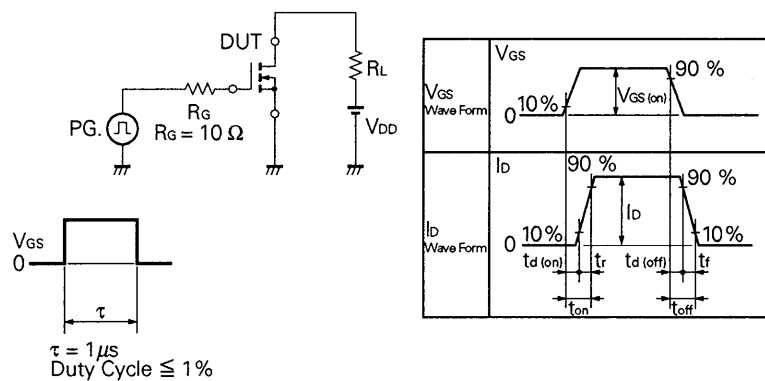 DUT
RL
RG
PG.
RG = 10 Ω
VDD
VGS
0
τ
τ = 1μs
Duty Cycle ≦ 1%
VGS
Wave Form
VGS
10%
90 %
VGS (on)
0
ID
Wave Form
ID
90 %
90 %
ID
10%
10%
0
td (on)
tr
td (off)
tf
ton
toff